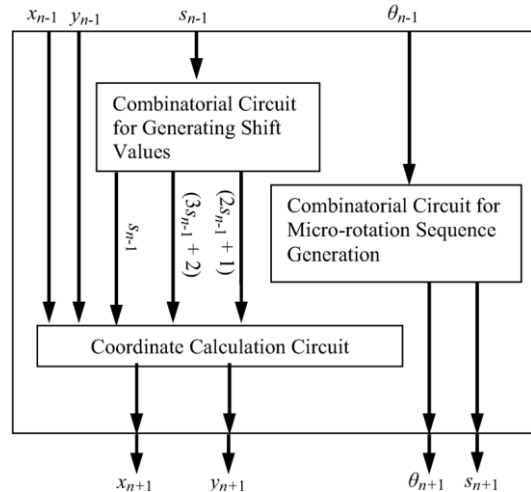 x_{n-1} y_{n-1} s_{n-1} θ_{n-1}
Combinatorial Circuit
for Generating Shift
Values
s_{n-1}
(3s_{n-1} + 2)
(2s_{n-1} + 1)
Combinatorial Circuit for
Micro-rotation Sequence
Generation
Coordinate Calculation Circuit
x_{n+1} y_{n+1} θ_{n+1} s_{n+1}